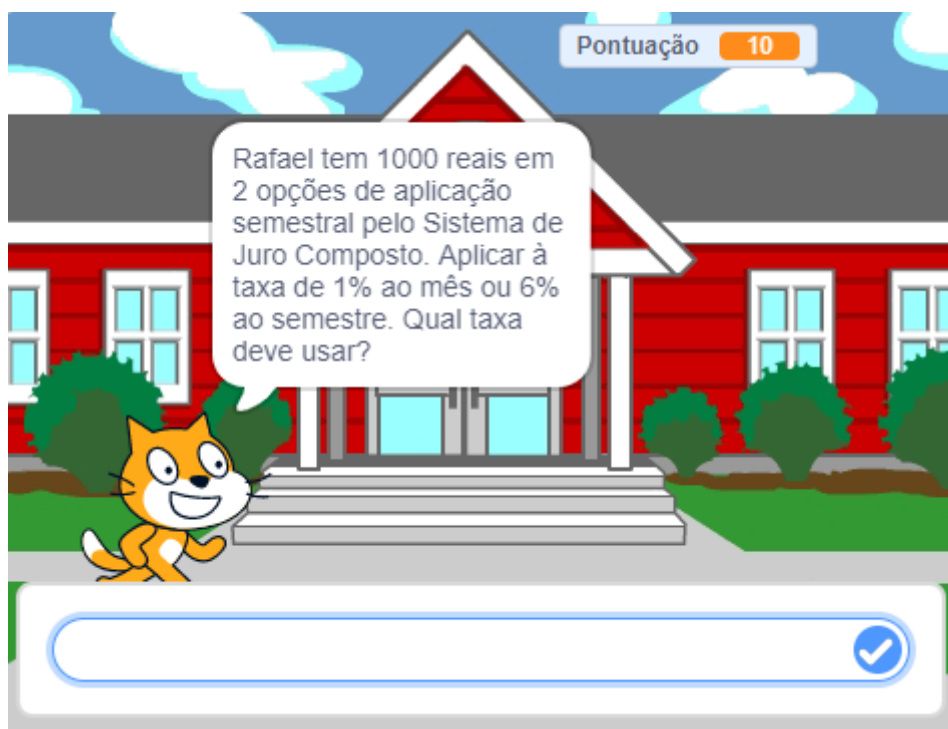 Pontuação 10
Rafael tem 1000 reais em
2 opções de aplicação
semestral pelo Sistema de
Juro Composto. Aplicar à
taxa de 1% ao mês ou 6%
ao semestre. Qual taxa
deve usar?